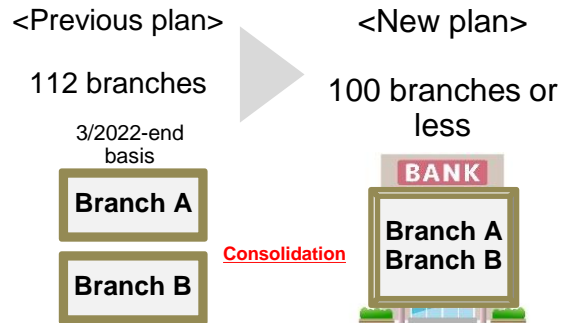 <Previous plan>
112 branches
3/2022-end
basis
Branch A
Branch B
Consolidation
<New plan>
100 branches or
less
BANK
Branch A
Branch B